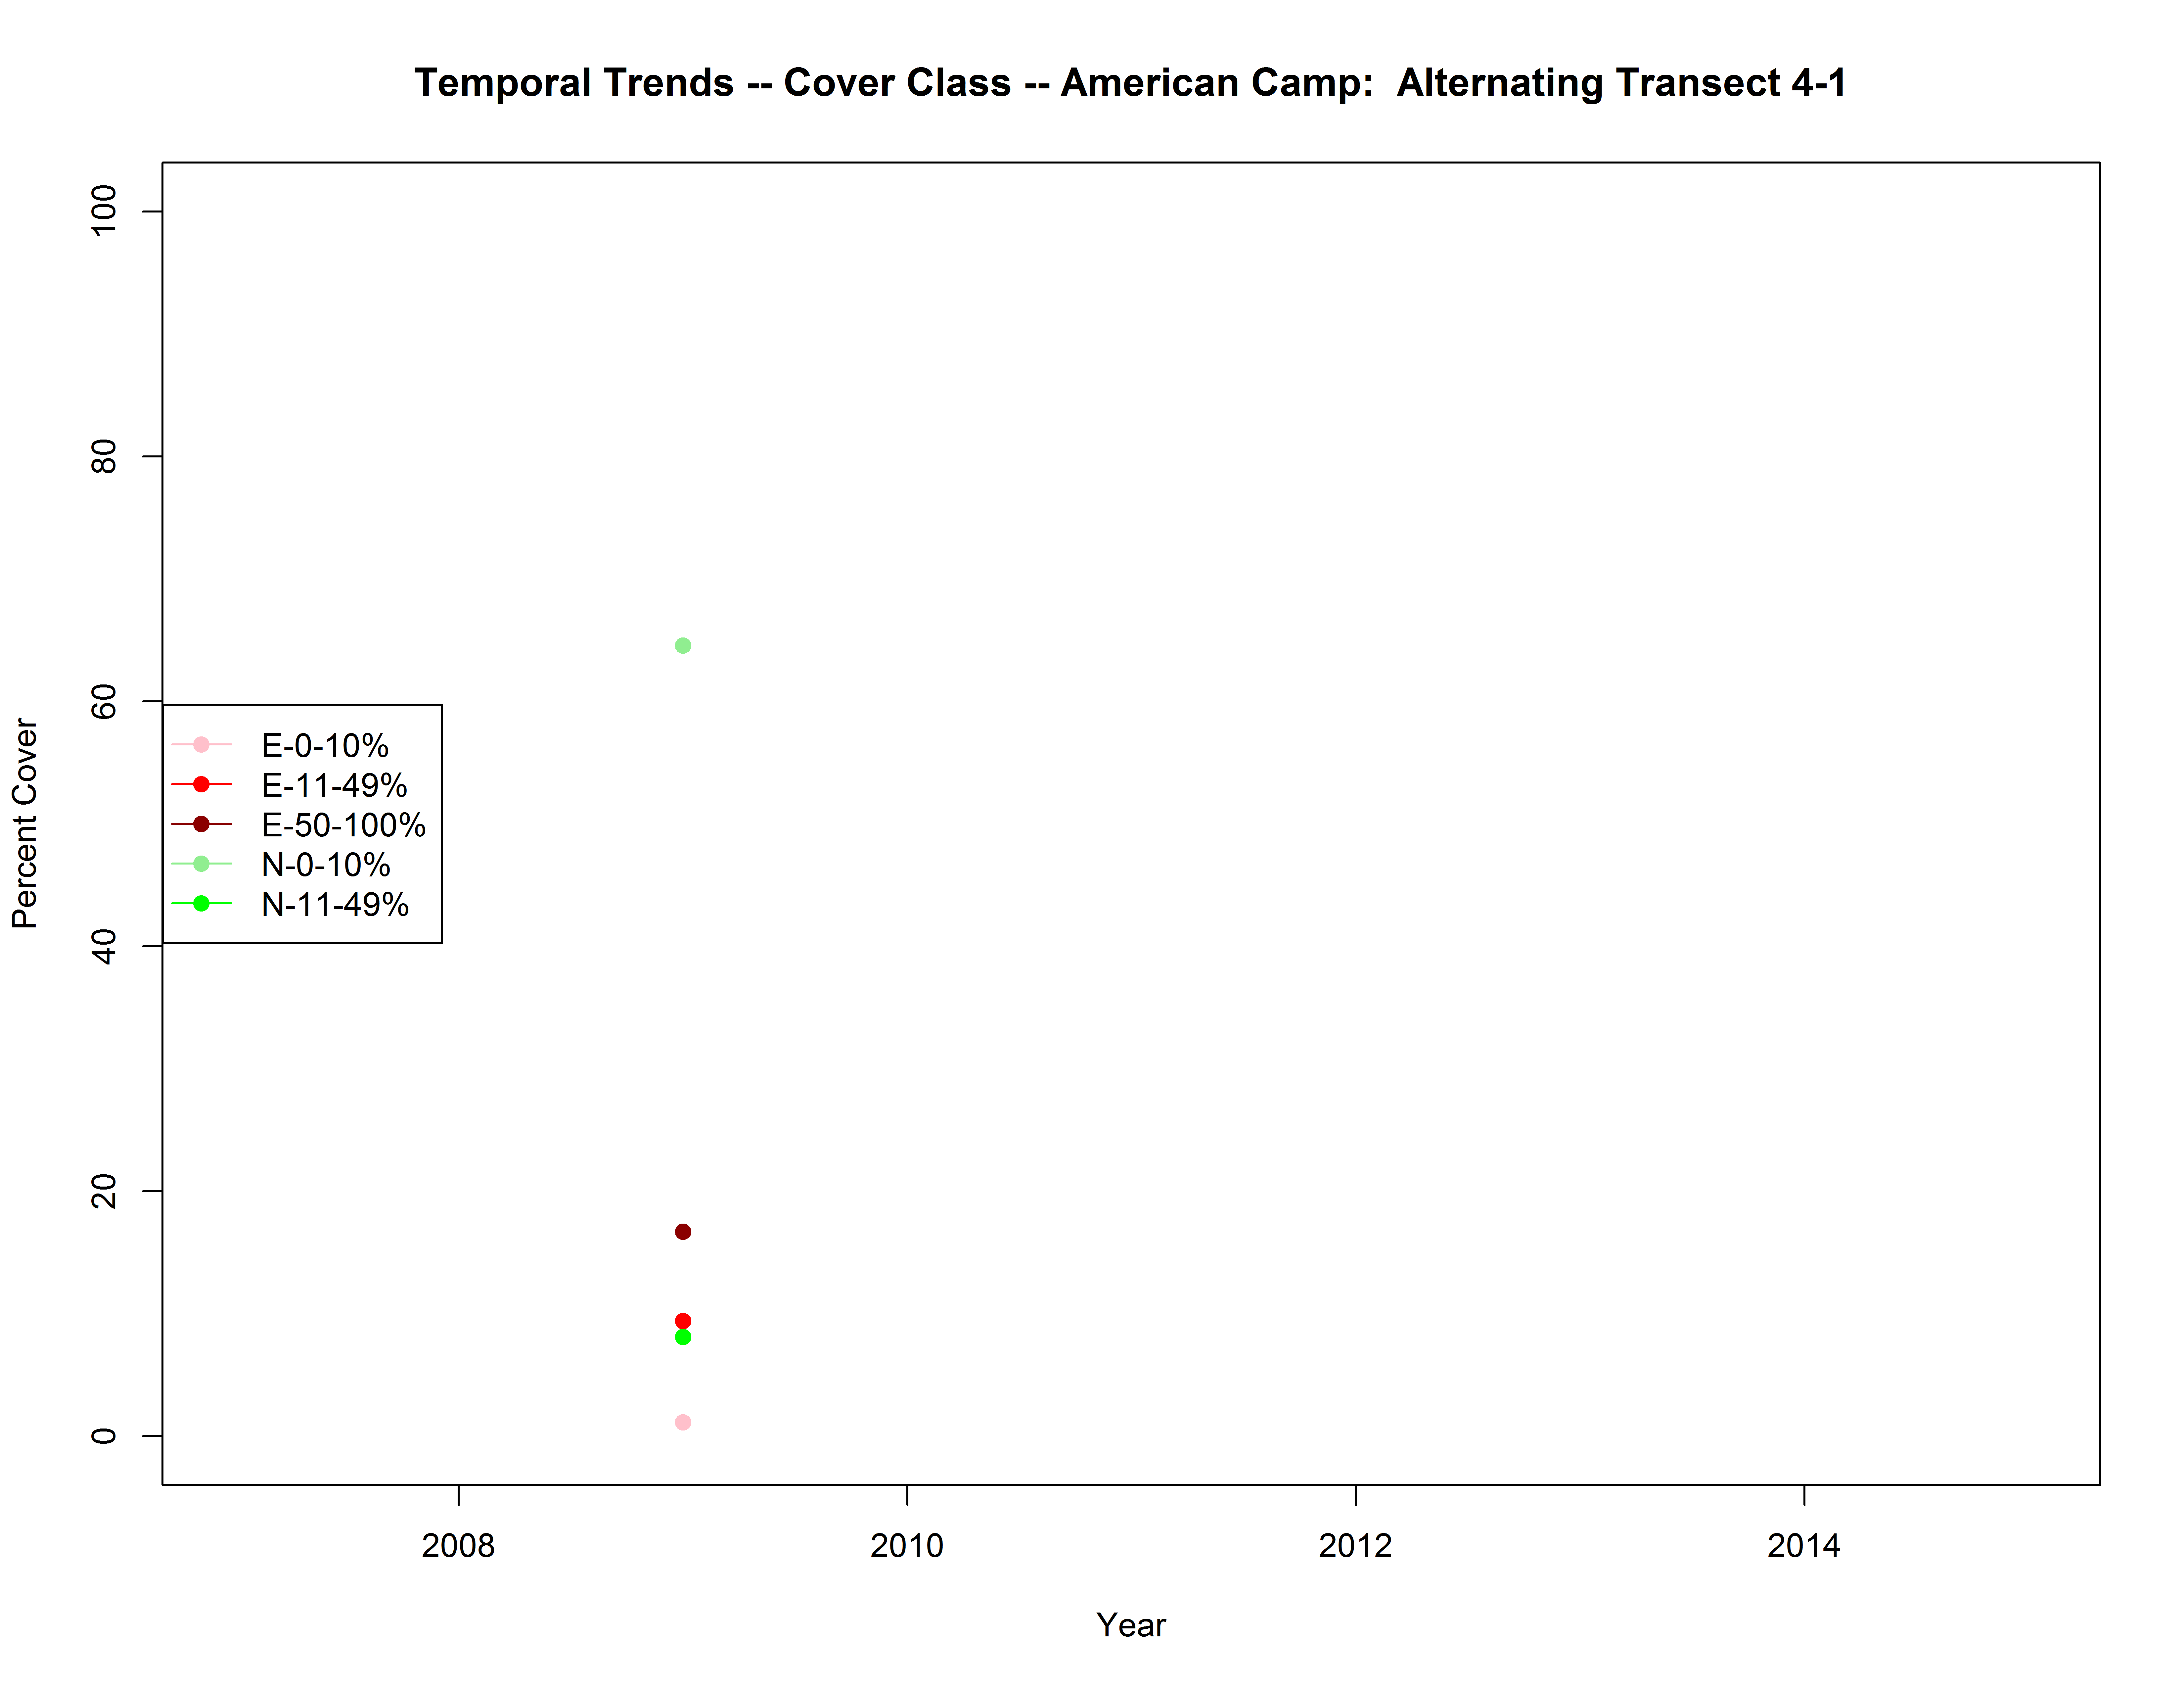 Temporal Trends -- Cover Class -- American Camp:  Alternating Transect 4-1
100
80
60
40
20
0
Percent Cover
E-0-10%
E-11-49%
E-50-100%
N-0-10%
N-11-49%
2008 2010 2012 2014
Year